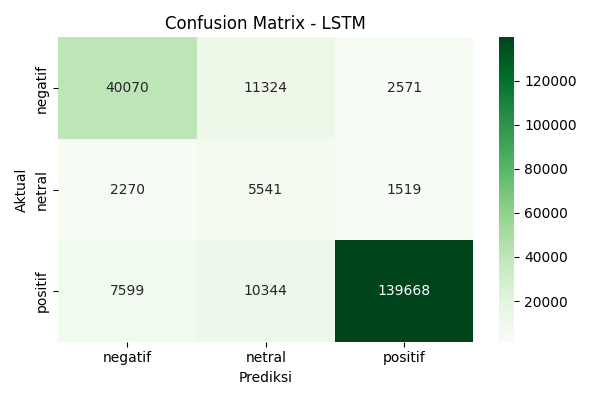 Confusion Matrix - LSTM
Aktual
negatif
40070 11324 2571
netral
2270 5541 1519
positif
7599 10344 139668
negatif netral positif
Prediksi
120000
100000
80000
60000
40000
20000